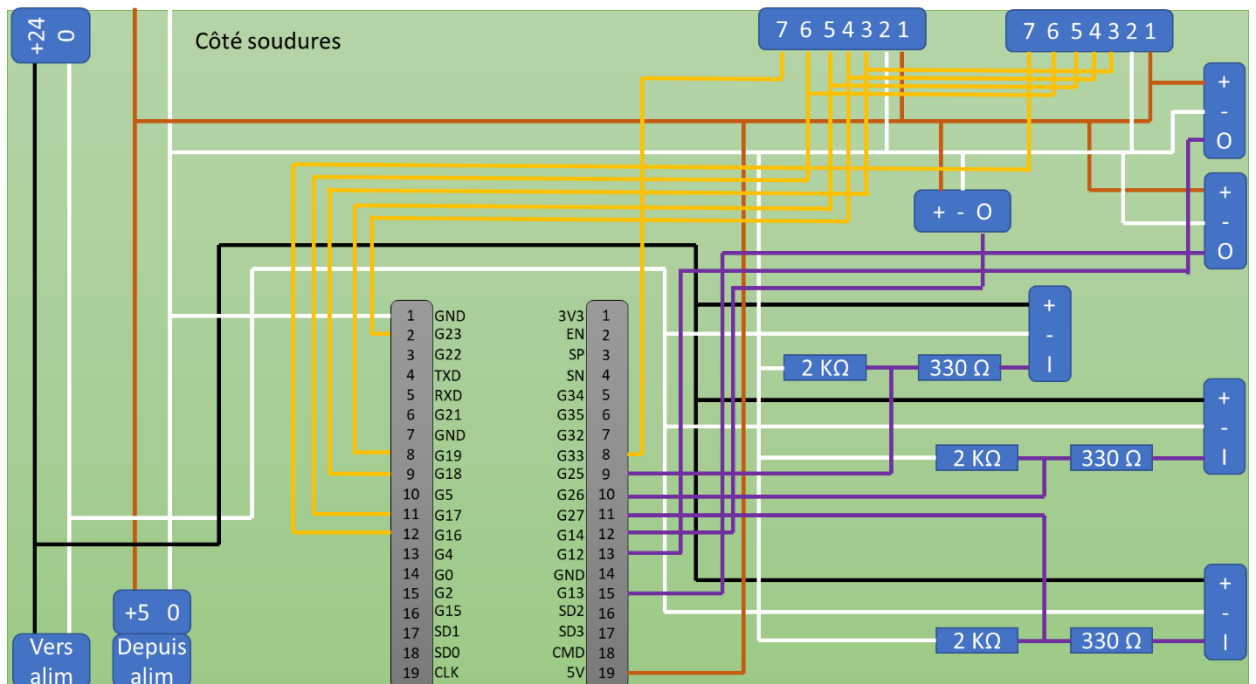 +24 0
Côté soudures
7 6 5 4 3 2 1
7 6 5 4 3 2 1
+
-
O
+
-
O
+ - O
+
-
I
2 KΩ
330 Ω
+
-
I
2 KΩ
330 Ω
+
-
I
2 KΩ
330 Ω
1 GND
2 G23
3 G22
4 TXD
5 RXD
6 G21
7 GND
8 G19
9 G18
10 G5
11 G17
12 G16
13 G4
14 G0
15 G2
16 G15
17 SD1
18 SD0
19 CLK
3V3 1
EN 2
SP 3
SN 4
G34 5
G35 6
G32 7
G33 8
G25 9
G26 10
G27 11
G14 12
G12 13
GND 14
G13 15
SD2 16
SD3 17
CMD 18
5V 19
+5 0
Vers
alim
Depuis
alim